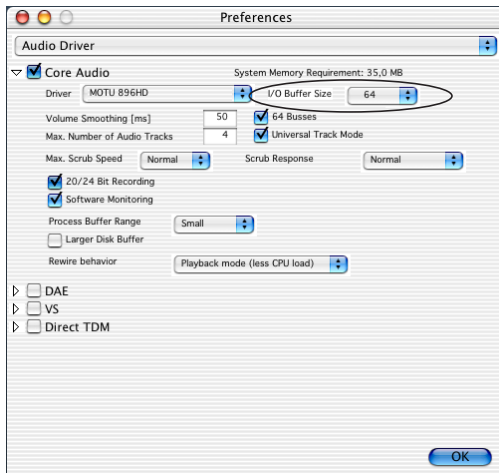 Preferences
Audio Driver
Core Audio System Memory Requirement: 35,0 MB
Driver MOTU 896HD I/O Buffer Size 64
Volume Smoothing [ms] 50 64 Busses
Max. Number of Audio Tracks 4 Universal Track Mode
Max. Scrub Speed Normal Scrub Response Normal
20/24 Bit Recording
Software Monitoring
Process Buffer Range Small
Larger Disk Buffer
Rewire behavior Playback mode (less CPU load)
DAE
VS
Direct TDM
OK